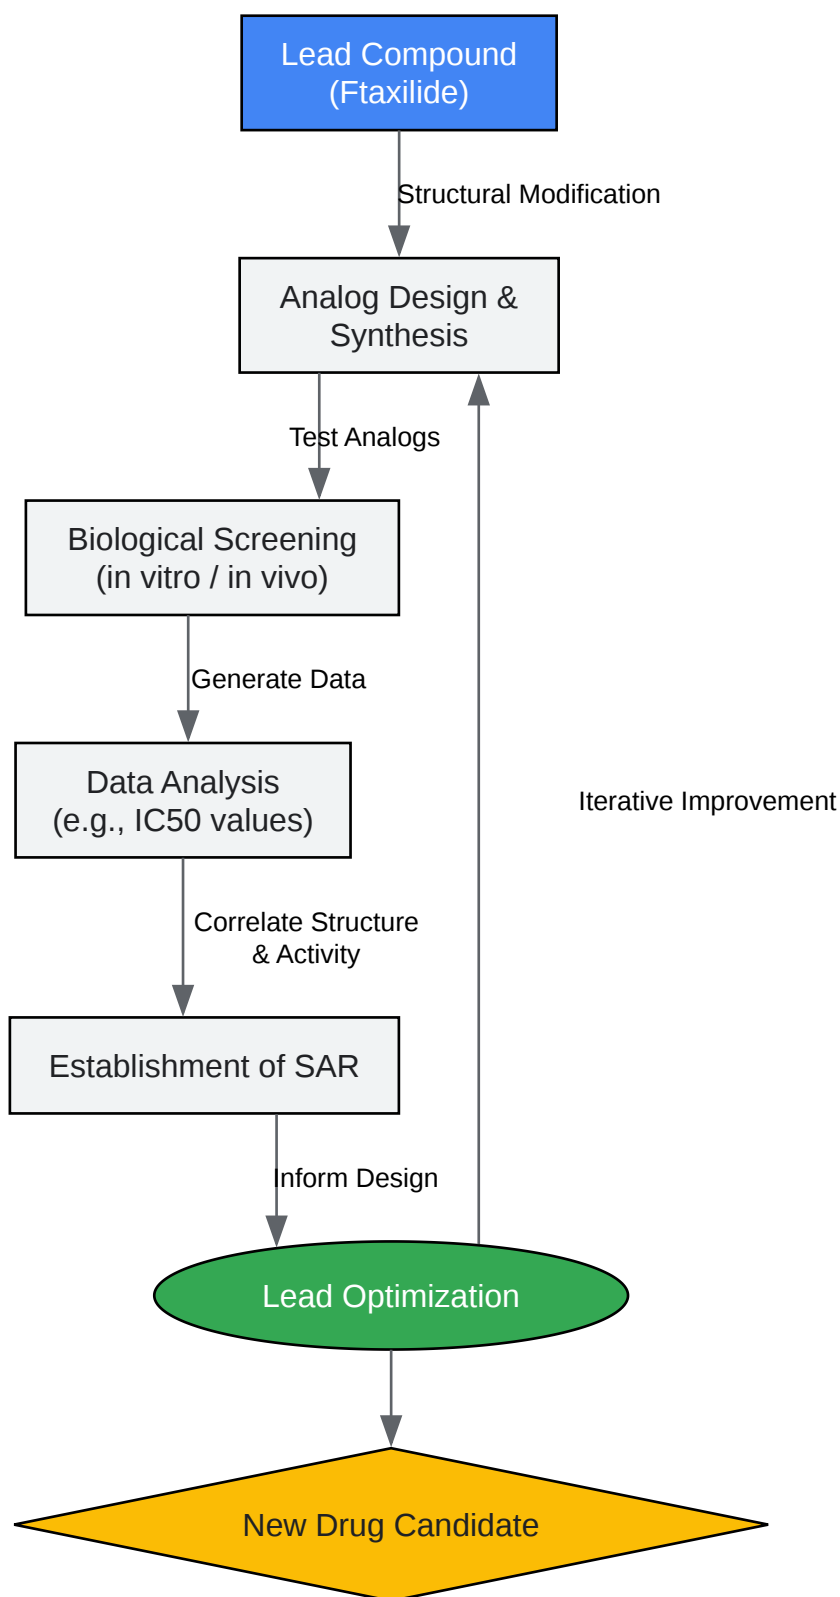 Lead Compound
(Ftaxilide)
Structural Modification
Analog Design &
Synthesis
Test Analogs
Biological Screening
(in vitro / in vivo)
Generate Data
Data Analysis
(e.g., IC50 values)
Iterative Improvement
Correlate Structure
& Activity
Establishment of SAR
Inform Design
Lead Optimization
New Drug Candidate